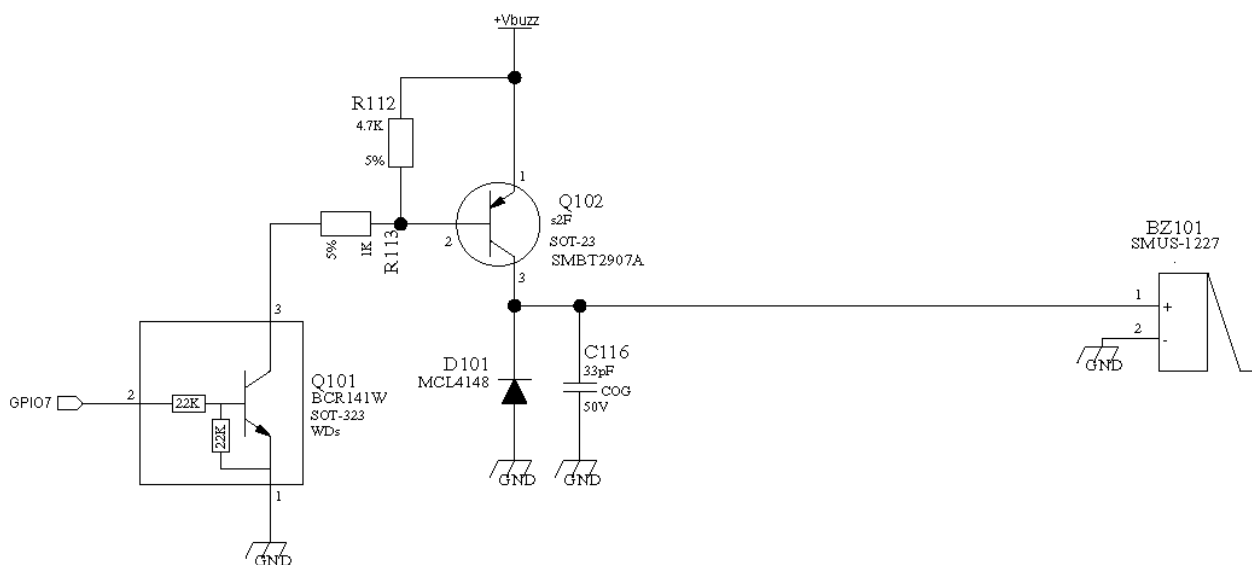 +Vbuzz
R112
4.7K
5%
1
Q102
s2F
SOT-23
SMBT2907A
2
3
5%
1K
R113
BZ101
SMUS-1227
1
+
2
-
GND
3
Q101
BCR141W
SOT-323
WDs
GPIO7
2
22K
22K
1
GND
D101
MCL4148
C116
33pF
COG
50V
GND
GND